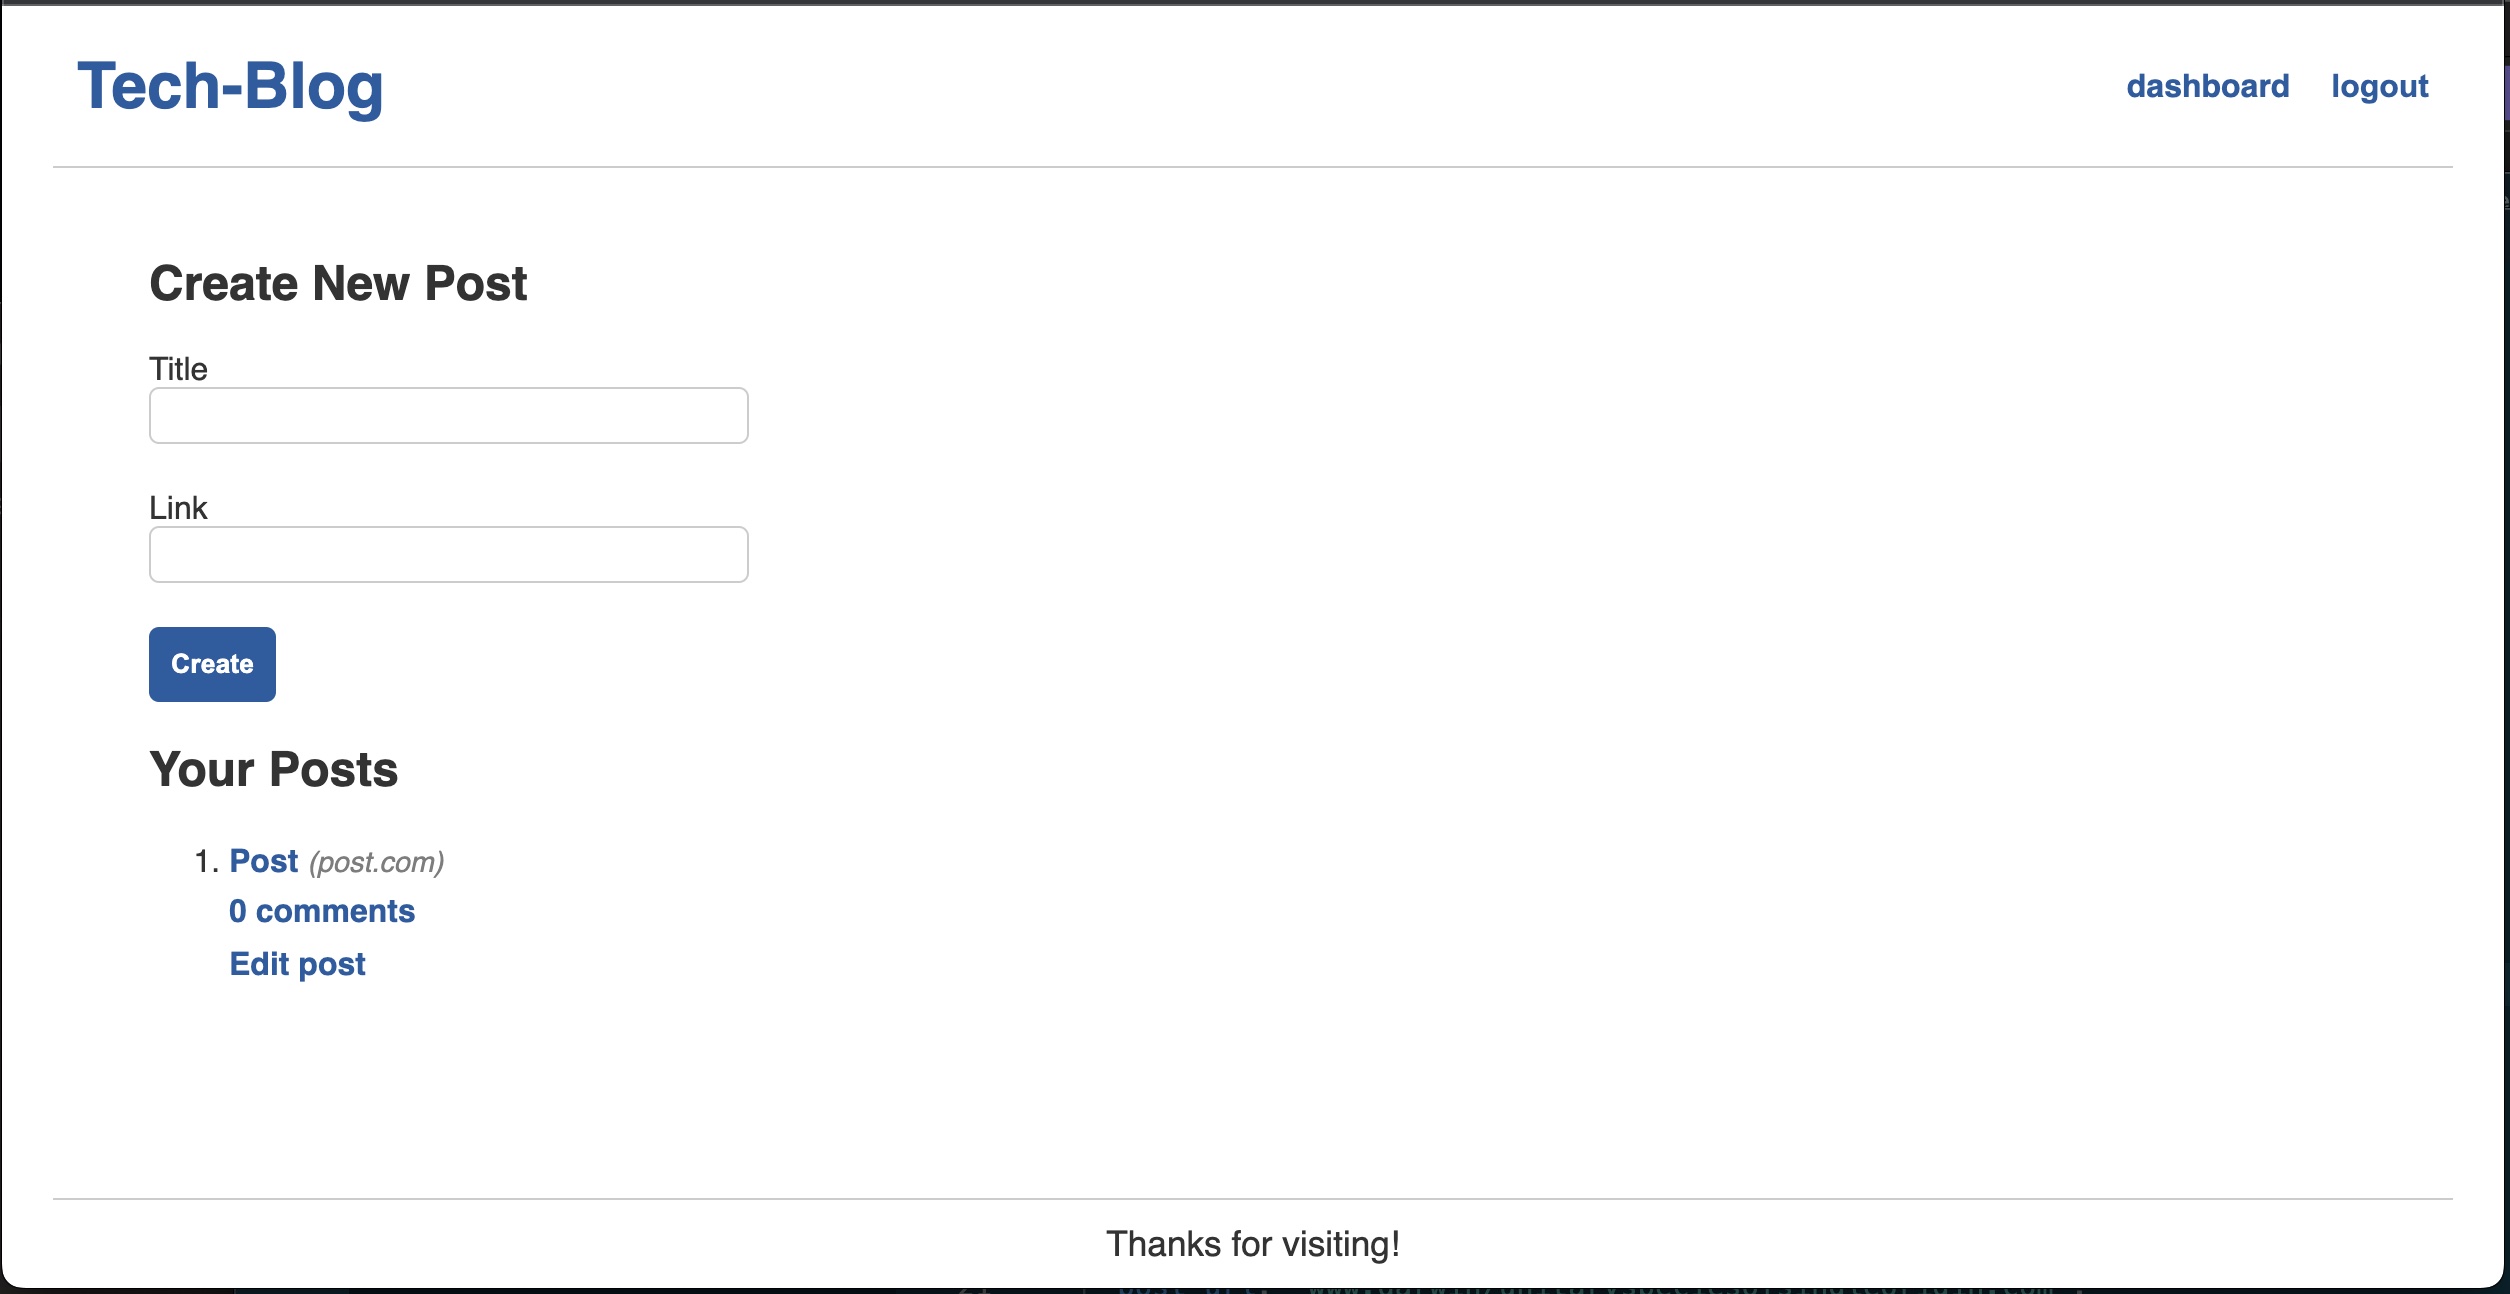 Tech-Blog
dashboard logout
Create New Post
Title
Link
Create
Your Posts
1. Post (post.com)
0 comments
Edit post
Thanks for visiting!